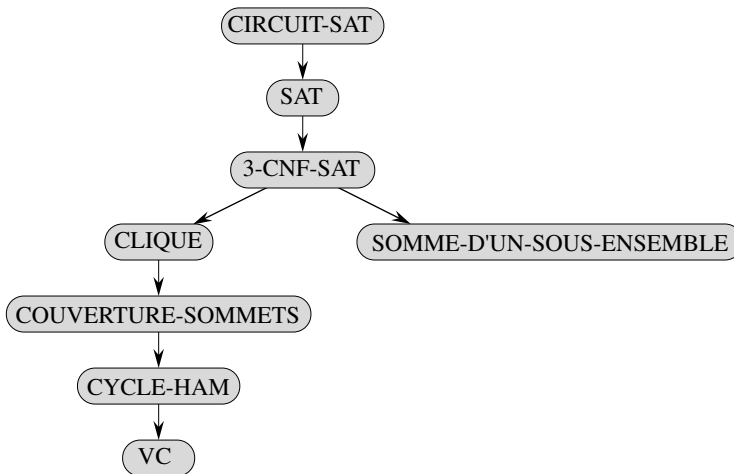 CIRCUIT-SAT
SAT
3-CNF-SAT
CLIQUE
SOMME-D'UN-SOUS-ENSEMBLE
COUVERTURE-SOMMETS
CYCLE-HAM
VC